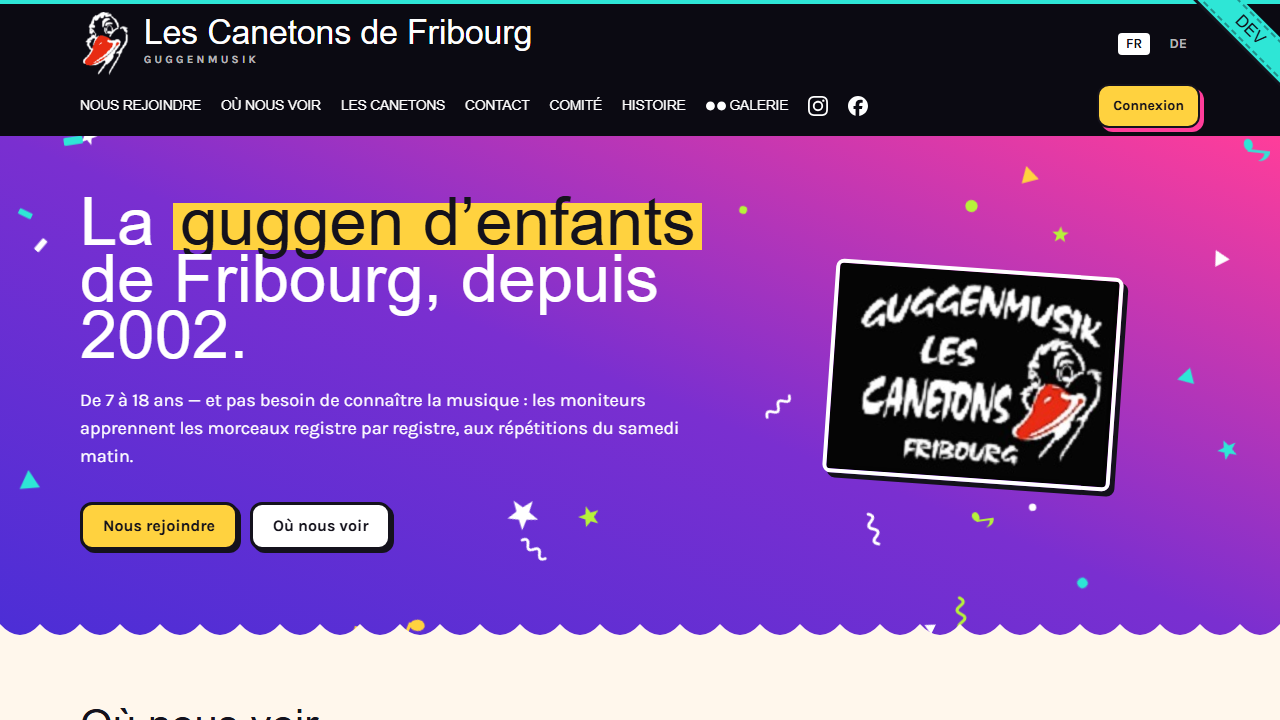 Les Canetons de Fribourg
GUGGENMUSIK
FR
DE
DEV
NOUS REJOINDRE
OÙ NOUS VOIR
LES CANETONS
CONTACT
COMITÉ
HISTOIRE
GALERIE
Connexion
La guggen d’enfants
de Fribourg, depuis
2002.
De 7 à 18 ans — et pas besoin de connaître la musique : les moniteurs
apprennent les morceaux registre par registre, aux répétitions du samedi
matin.
Nous rejoindre
Où nous voir
GUGGENMUSIK
LES
CANETONS
FRIBOURG
Où nous voir